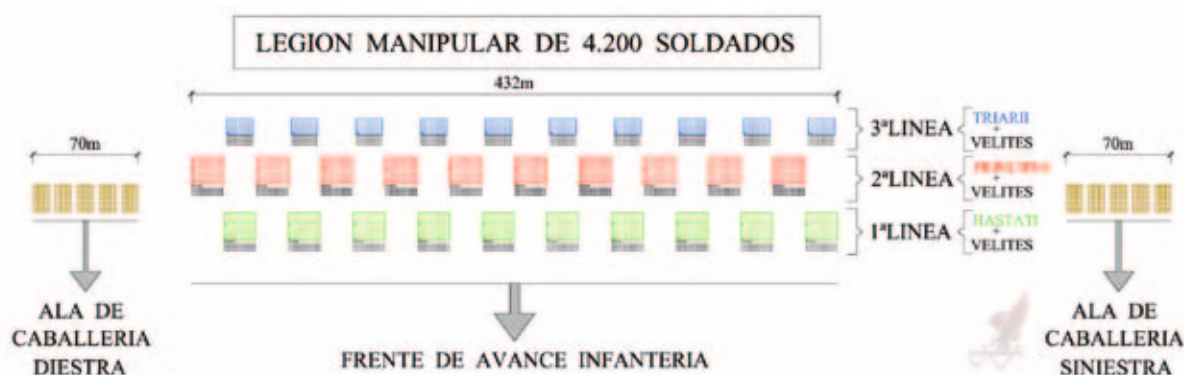 LEGION MANIPULAR DE 4.200 SOLDADOS
432m
70m
70m
3ªLINEA
TRIARII
+
VELITES
2ªLINEA
+
VELITES
1ªLINEA
HASTATI
+
VELITES
ALA DE
CABALLERIA
DIESTRA
FRENTE DE AVANCE INFANTERIA
ALA DE
CABALLERIA
SINIESTRA